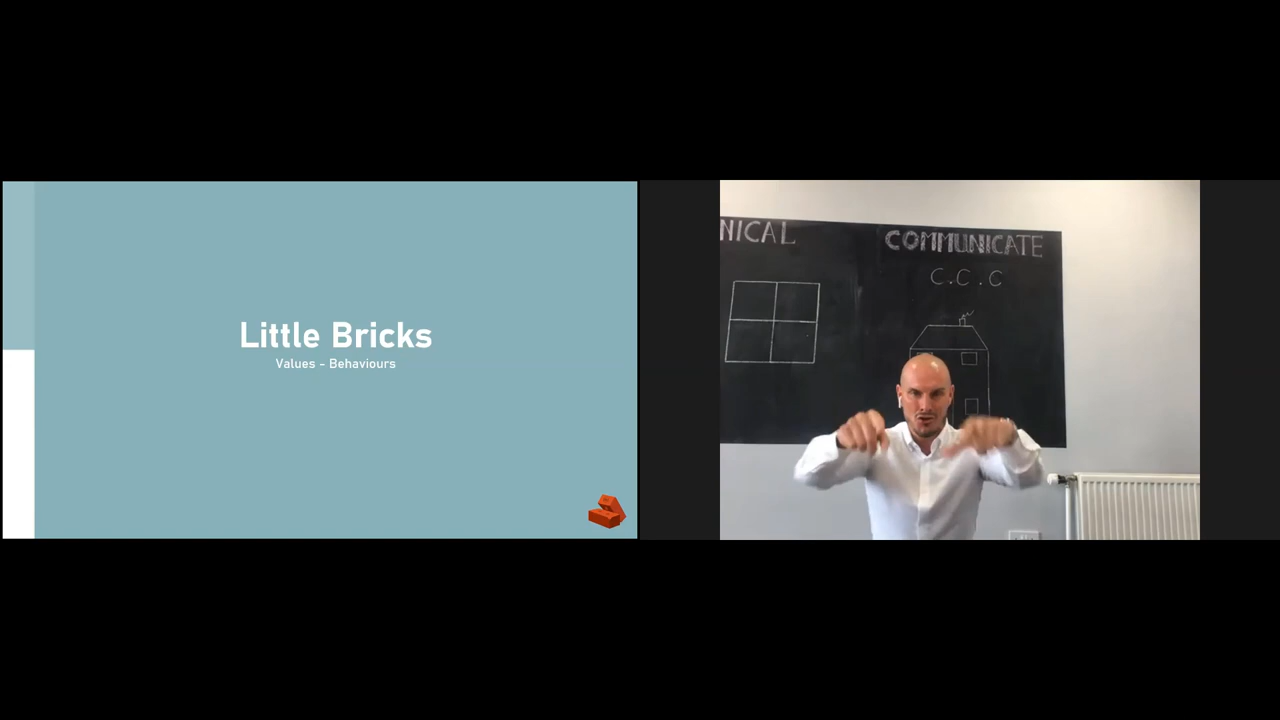 Little Bricks
Values - Behaviours
NICAL
COMMUNICATE
C.C.C